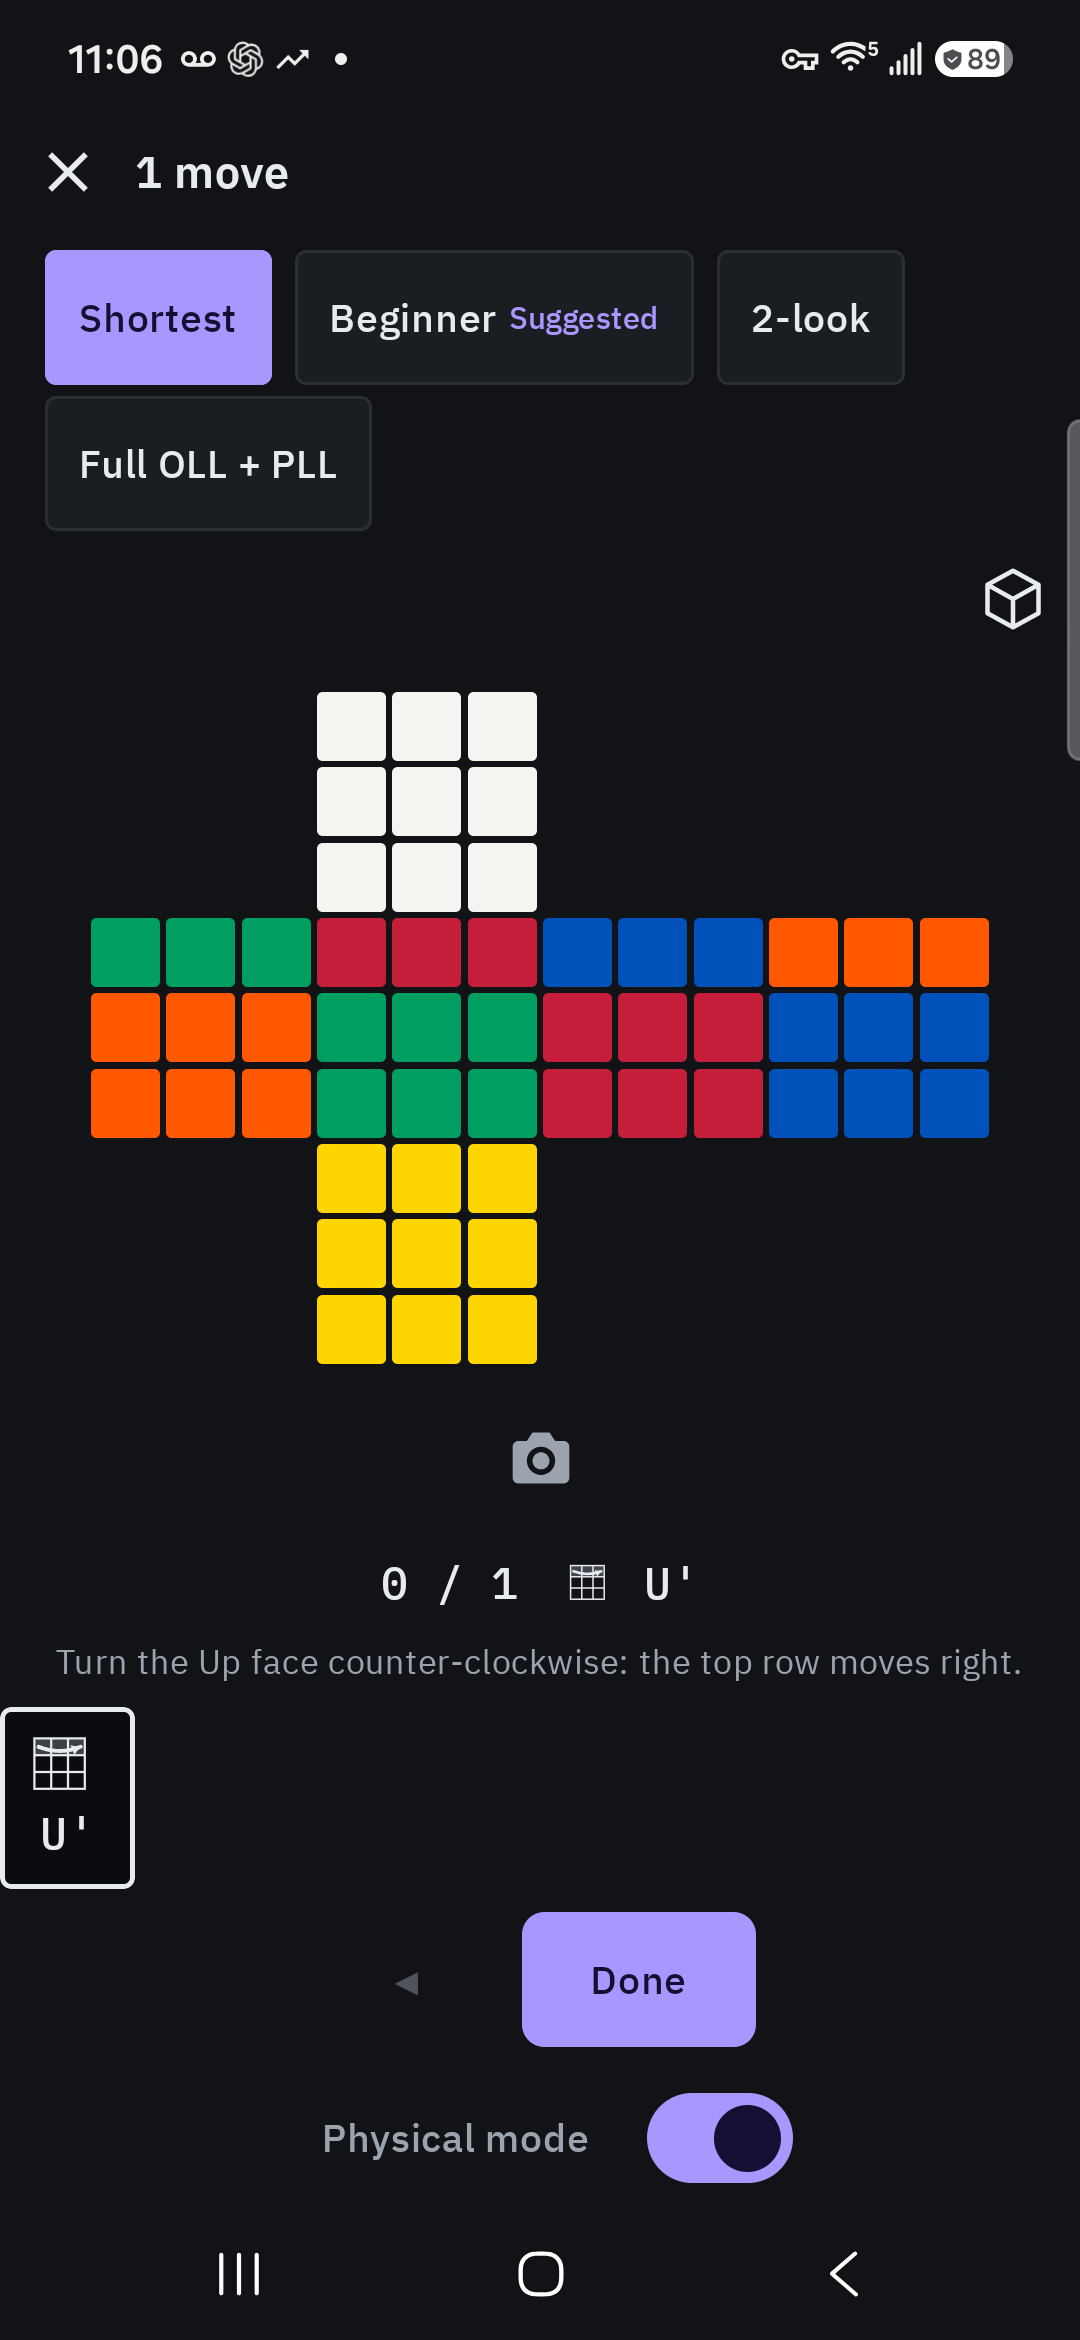 11:06 5 89
1 move
Shortest Beginner Suggested 2-look
Full OLL + PLL
0 / 1 U'
Turn the Up face counter-clockwise: the top row moves right.
U'
Done
Physical mode